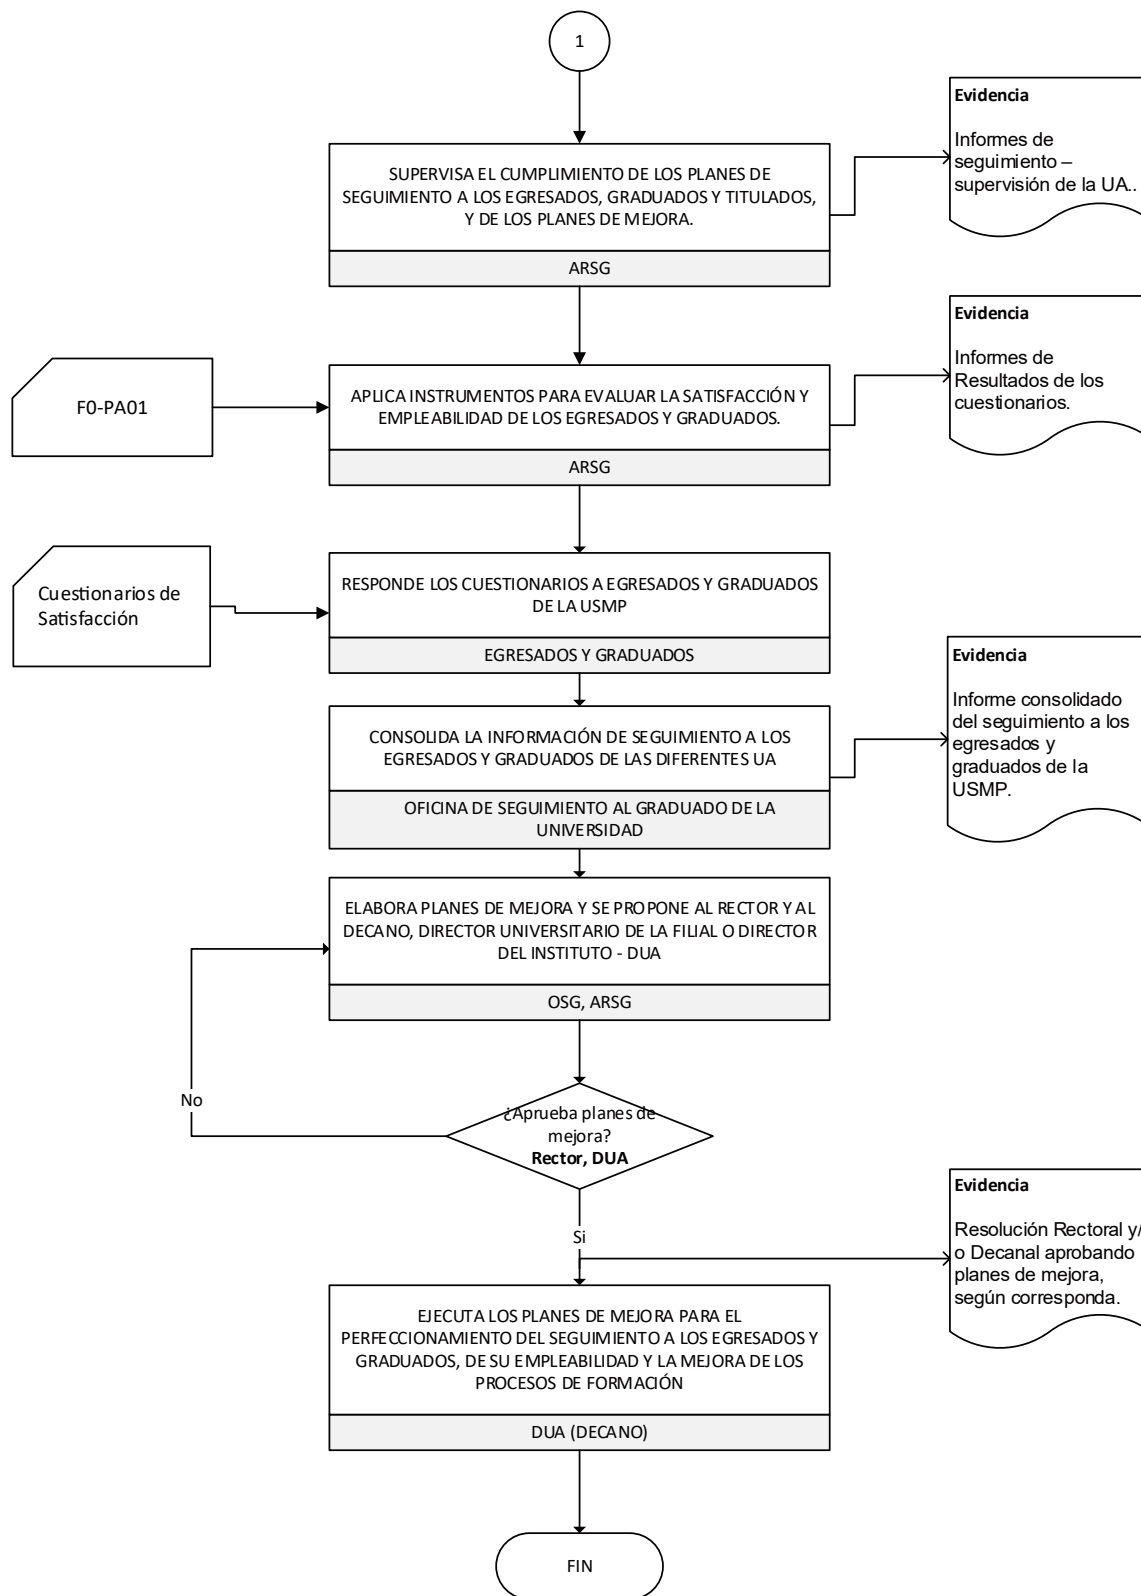 1
Evidencia
Informes de
seguimiento –
supervisión de la UA..
SUPERVISA EL CUMPLIMIENTO DE LOS PLANES DE
SEGUIMIENTO A LOS EGRESADOS, GRADUADOS Y TITULADOS,
Y DE LOS PLANES DE MEJORA.
ARSG
Evidencia
Informes de
Resultados de los
cuestionarios.
F0-PA01
APLICA INSTRUMENTOS PARA EVALUAR LA SATISFACCIÓN Y
EMPLEABILIDAD DE LOS EGRESADOS Y GRADUADOS.
ARSG
Cuestionarios de
Satisfacción
RESPONDE LOS CUESTIONARIOS A EGRESADOS Y GRADUADOS
DE LA USMP
EGRESADOS Y GRADUADOS
Evidencia
Informe consolidado
del seguimiento a los
egresados y
graduados de la
USMP.
CONSOLIDA LA INFORMACIÓN DE SEGUIMIENTO A LOS
EGRESADOS Y GRADUADOS DE LAS DIFERENTES UA
OFICINA DE SEGUIMIENTO AL GRADUADO DE LA
UNIVERSIDAD
ELABORA PLANES DE MEJORA Y SE PROPONE AL RECTOR Y AL
DECANO, DIRECTOR UNIVERSITARIO DE LA FILIAL O DIRECTOR
DEL INSTITUTO - DUA
OSG, ARSG
No
¿Aprueba planes de
mejora?
Rector, DUA
Si
Evidencia
Resolución Rectoral y/
o Decanal aprobando
planes de mejora,
según corresponda.
EJECUTA LOS PLANES DE MEJORA PARA EL
PERFECCIONAMIENTO DEL SEGUIMIENTO A LOS EGRESADOS Y
GRADUADOS, DE SU EMPLEABILIDAD Y LA MEJORA DE LOS
PROCESOS DE FORMACIÓN
DUA (DECANO)
FIN